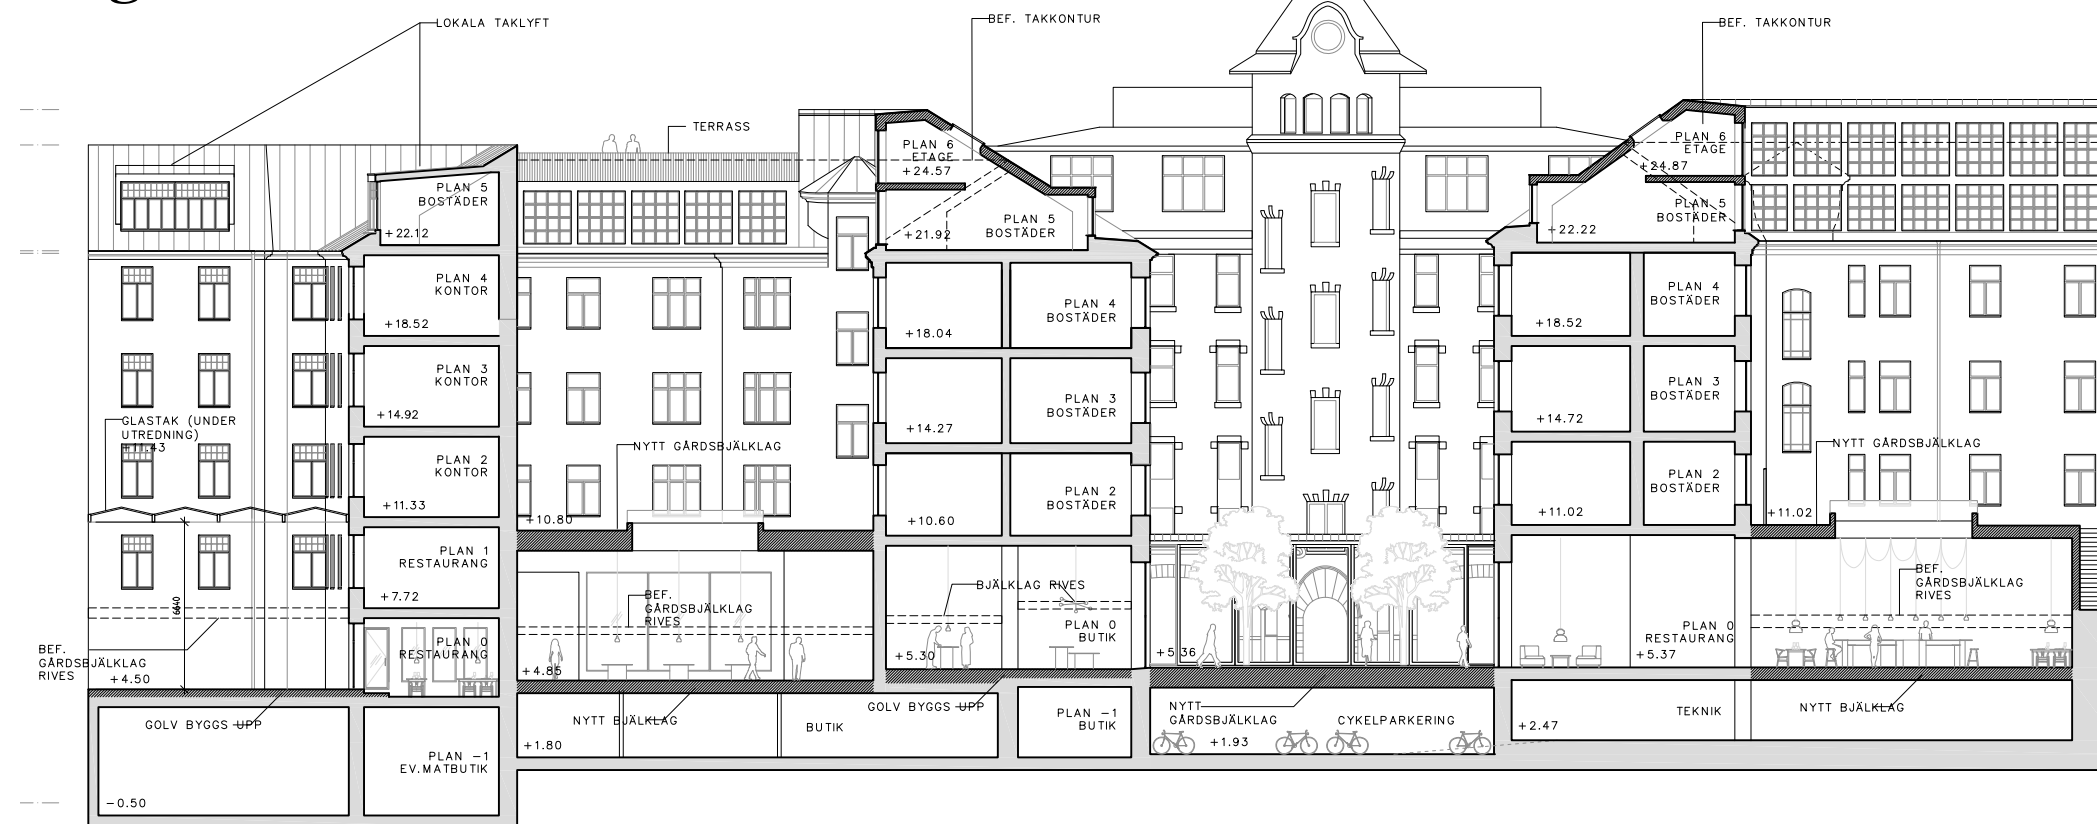 LOKALA TAKLYFT
BEF. TAKKONTUR
BEF. TAKKONTUR
TERRASS
PLAN 5
BOSTÄDER
+22.12
PLAN 4
KONTOR
+18.52
PLAN 3
KONTOR
+14.92
GLASTAK (UNDER
UTREDNING)
+11.43
PLAN 2
KONTOR
+11.33
PLAN 1
RESTAURANG
+7.72
6640
PLAN 0
RESTAURANG
BEF.
GÅRDSBJÄLKLAG
RIVES
+4.50
GOLV BYGGS UPP
PLAN -1
EV.MATBUTIK
-0.50
NYTT GÅRDSBJÄLKLAG
+10.80
BEF.
GÅRDSBJÄLKLAG
RIVES
+4.85
NYTT BJÄLKLAG
BUTIK
+1.80
PLAN 6
ETAGE
+24.57
PLAN 5
BOSTÄDER
+21.92
PLAN 4
BOSTÄDER
+18.04
PLAN 3
BOSTÄDER
+14.27
PLAN 2
BOSTÄDER
+10.60
BJÄLKLAG RIVES
PLAN 0
BUTIK
+5.30
GOLV BYGGS UPP
PLAN -1
BUTIK
+5.36
NYTT
GÅRDSBJÄLKLAG
+1.93
CYKELPARKERING
PLAN 6
ETAGE
+24.87
PLAN 5
BOSTÄDER
+22.22
PLAN 4
BOSTÄDER
+18.52
PLAN 3
BOSTÄDER
+14.72
PLAN 2
BOSTÄDER
+11.02
PLAN 0
RESTAURANG
+5.37
TEKNIK
+2.47
NYTT GÅRDSBJÄLKLAG
+11.02
BEF.
GÅRDSBJÄLKLAG
RIVES
NYTT BJÄLKLAG